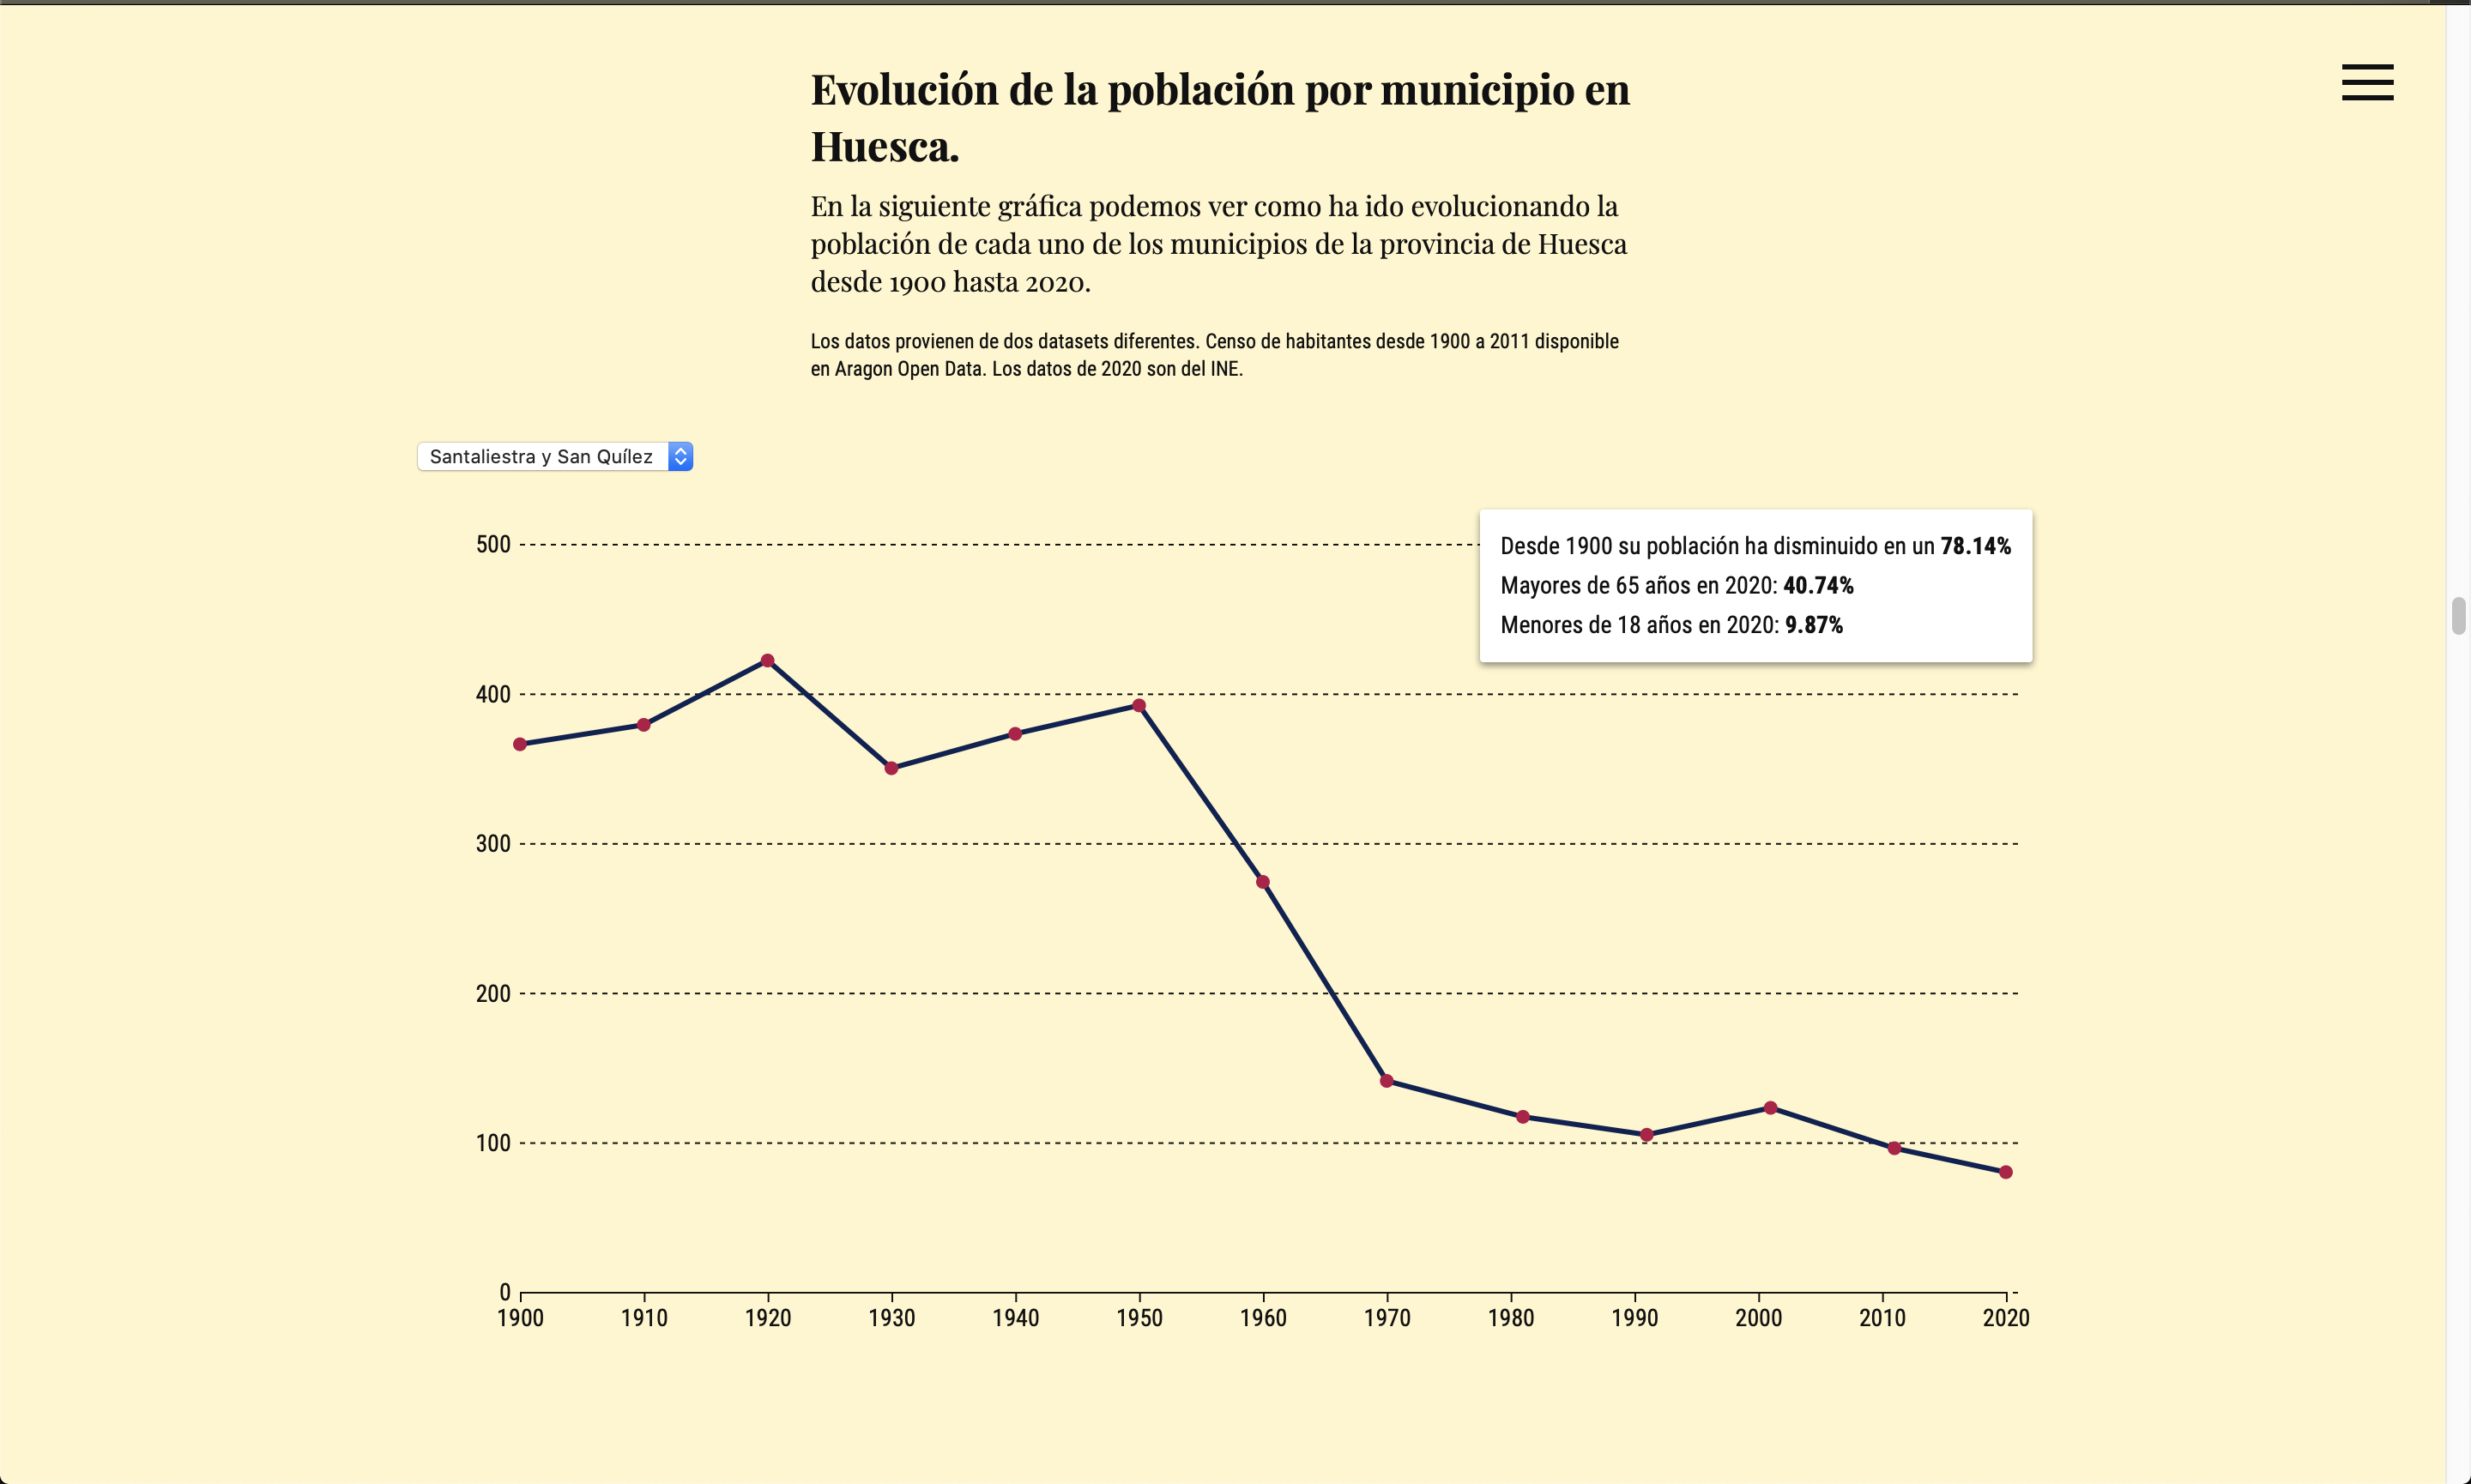 Evolución de la población por municipio en
Huesca.
En la siguiente gráfica podemos ver como ha ido evolucionando la
población de cada uno de los municipios de la provincia de Huesca
desde 1900 hasta 2020.
Los datos provienen de dos datasets diferentes. Censo de habitantes desde 1900 a 2011 disponible
en Aragon Open Data. Los datos de 2020 son del INE.
Santaliestra y San Quílez
Desde 1900 su población ha disminuido en un 78.14%
Mayores de 65 años en 2020: 40.74%
Menores de 18 años en 2020: 9.87%
500
400
300
200
100
0
1900 1910 1920 1930 1940 1950 1960 1970 1980 1990 2000 2010 2020